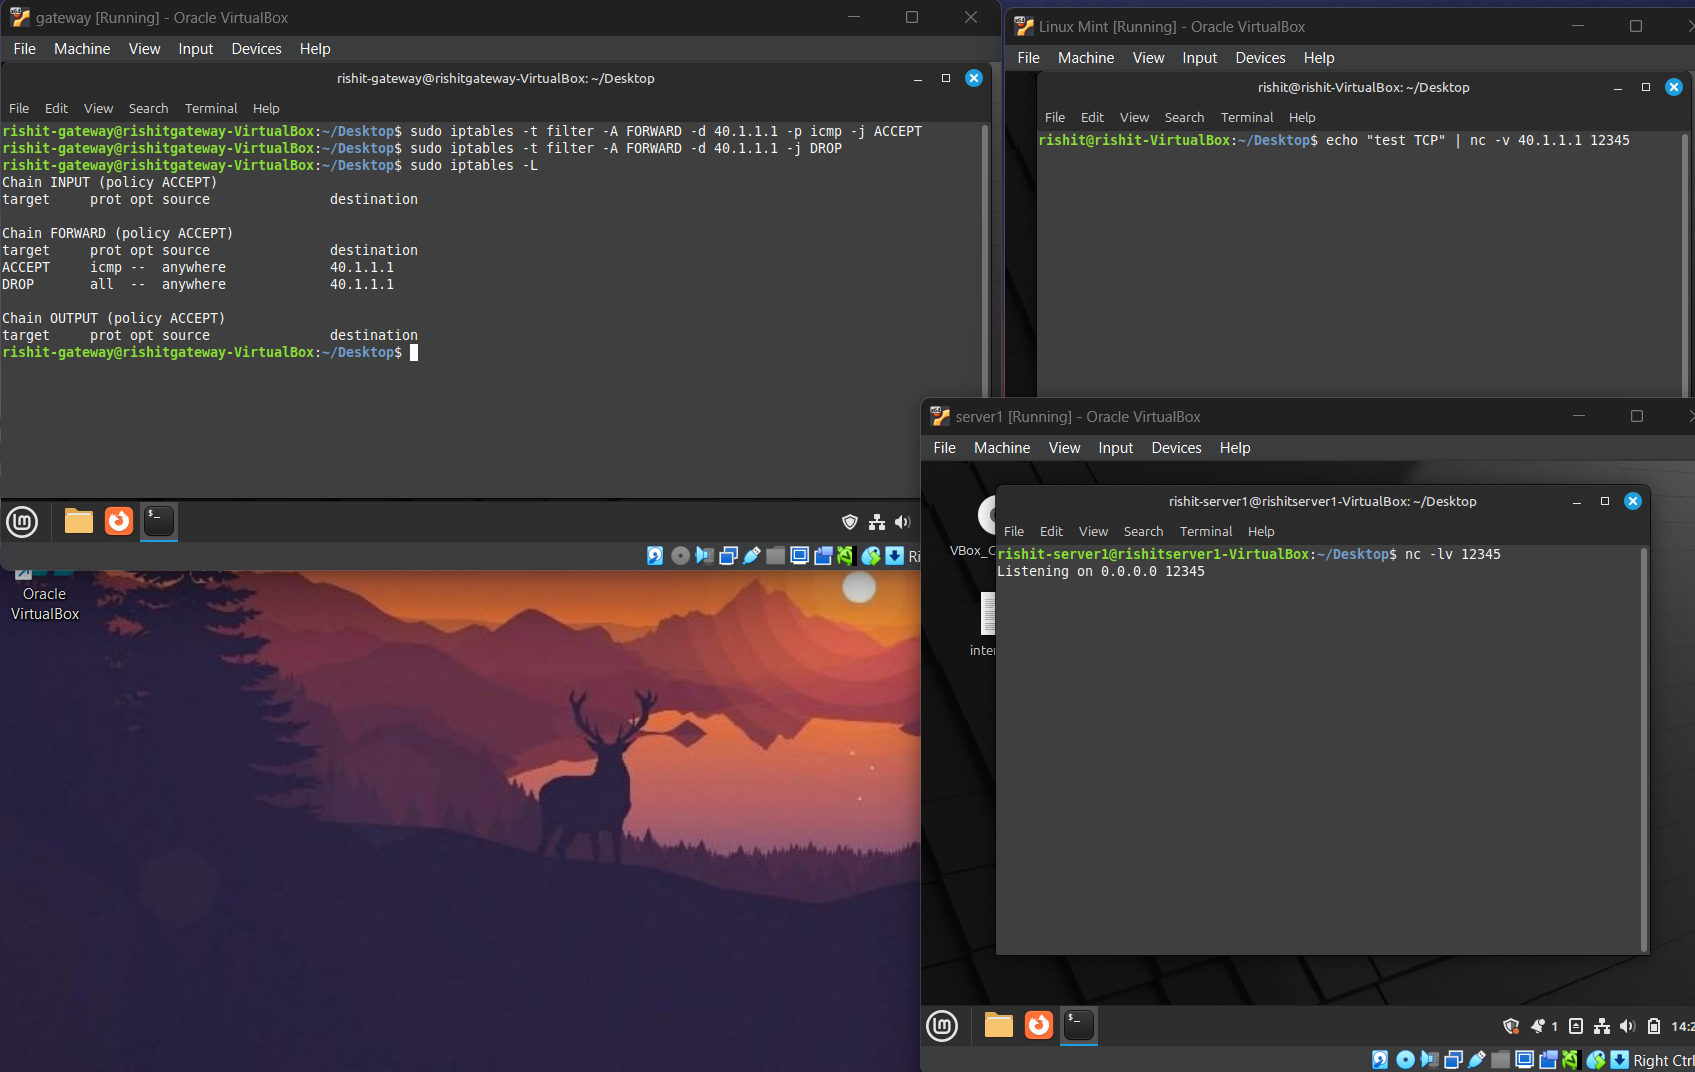 gateway [Running] - Oracle VirtualBox
File Machine View Input Devices Help
rishit-gateway@rishitgateway-VirtualBox: ~/Desktop
File Edit View Search Terminal Help
rishit-gateway@rishitgateway-VirtualBox:~/Desktop$ sudo iptables -t filter -A FORWARD -d 40.1.1.1 -p icmp -j ACCEPT
rishit-gateway@rishitgateway-VirtualBox:~/Desktop$ sudo iptables -t filter -A FORWARD -d 40.1.1.1 -j DROP
rishit-gateway@rishitgateway-VirtualBox:~/Desktop$ sudo iptables -L
Chain INPUT (policy ACCEPT)
target     prot opt source               destination
Chain FORWARD (policy ACCEPT)
target     prot opt source               destination
ACCEPT     icmp --  anywhere             40.1.1.1
DROP       all  --  anywhere             40.1.1.1
Chain OUTPUT (policy ACCEPT)
target     prot opt source               destination
rishit-gateway@rishitgateway-VirtualBox:~/Desktop$
Linux Mint [Running] - Oracle VirtualBox
File Machine View Input Devices Help
rishit@rishit-VirtualBox: ~/Desktop
File Edit View Search Terminal Help
rishit@rishit-VirtualBox:~/Desktop$ echo "test TCP" | nc -v 40.1.1.1 12345
server1 [Running] - Oracle VirtualBox
File Machine View Input Devices Help
rishit-server1@rishitserver1-VirtualBox: ~/Desktop
File Edit View Search Terminal Help
rishit-server1@rishitserver1-VirtualBox:~/Desktop$ nc -lv 12345
Listening on 0.0.0.0 12345
Oracle
VirtualBox
1
Right Ctrl